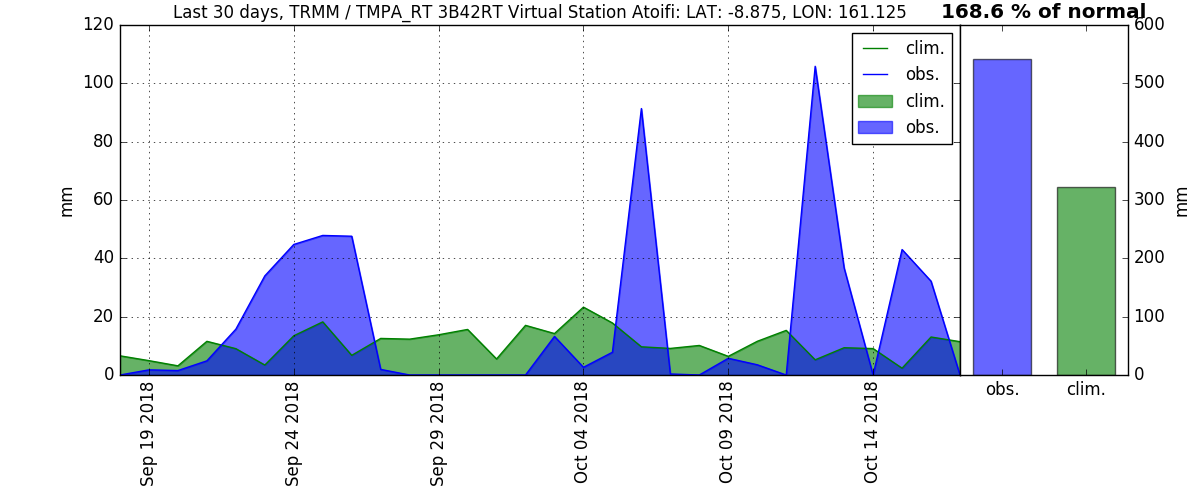 Last 30 days, TRMM / TMPA_RT 3B42RT Virtual Station Atoifi: LAT: -8.875, LON: 161.125
168.6 % of normal
120
100
80
60
40
20
0
mm
clim.
obs.
clim.
obs.
600
500
400
300
200
100
0
mm
Sep 19 2018
Sep 24 2018
Sep 29 2018
Oct 04 2018
Oct 09 2018
Oct 14 2018
obs.
clim.